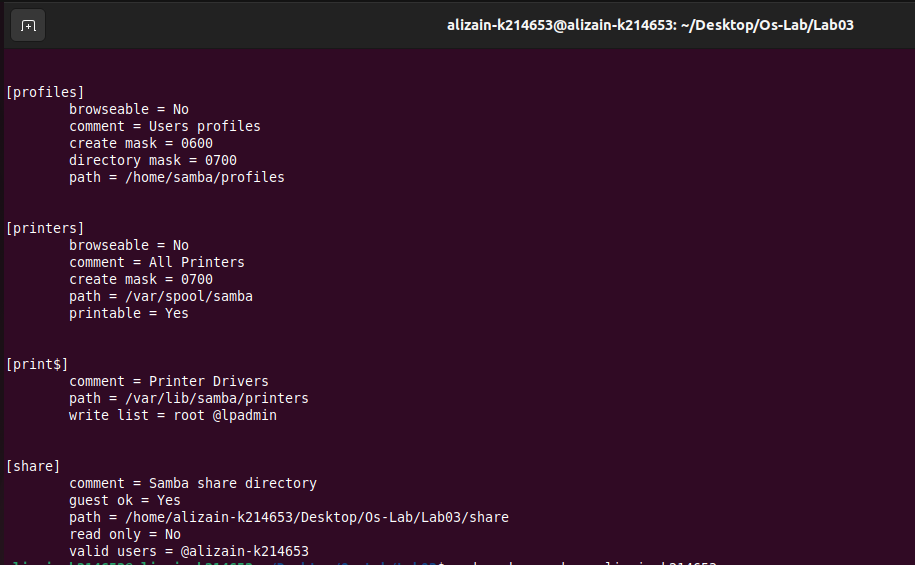 alizain-k214653@alizain-k214653: ~/Desktop/Os-Lab/Lab03
[profiles]
browseable = No
comment = Users profiles
create mask = 0600
directory mask = 0700
path = /home/samba/profiles
[printers]
browseable = No
comment = All Printers
create mask = 0700
path = /var/spool/samba
printable = Yes
[print$]
comment = Printer Drivers
path = /var/lib/samba/printers
write list = root @lpadmin
[share]
comment = Samba share directory
guest ok = Yes
path = /home/alizain-k214653/Desktop/Os-Lab/Lab03/share
read only = No
valid users = @alizain-k214653